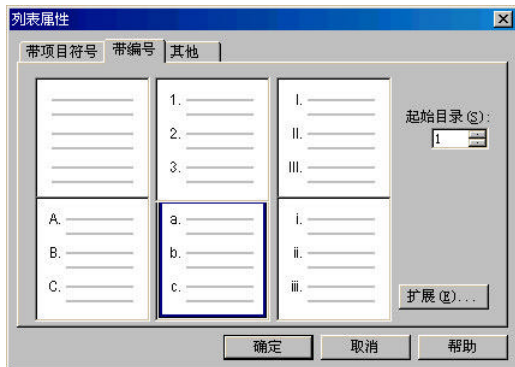 列表属性
带项目符号 带编号 其他
1. 2. 3.
I. II. III.
起始目录(S):
1
A. B. C.
a. b. c.
i. ii. iii.
扩展(E)...
确定 取消 帮助